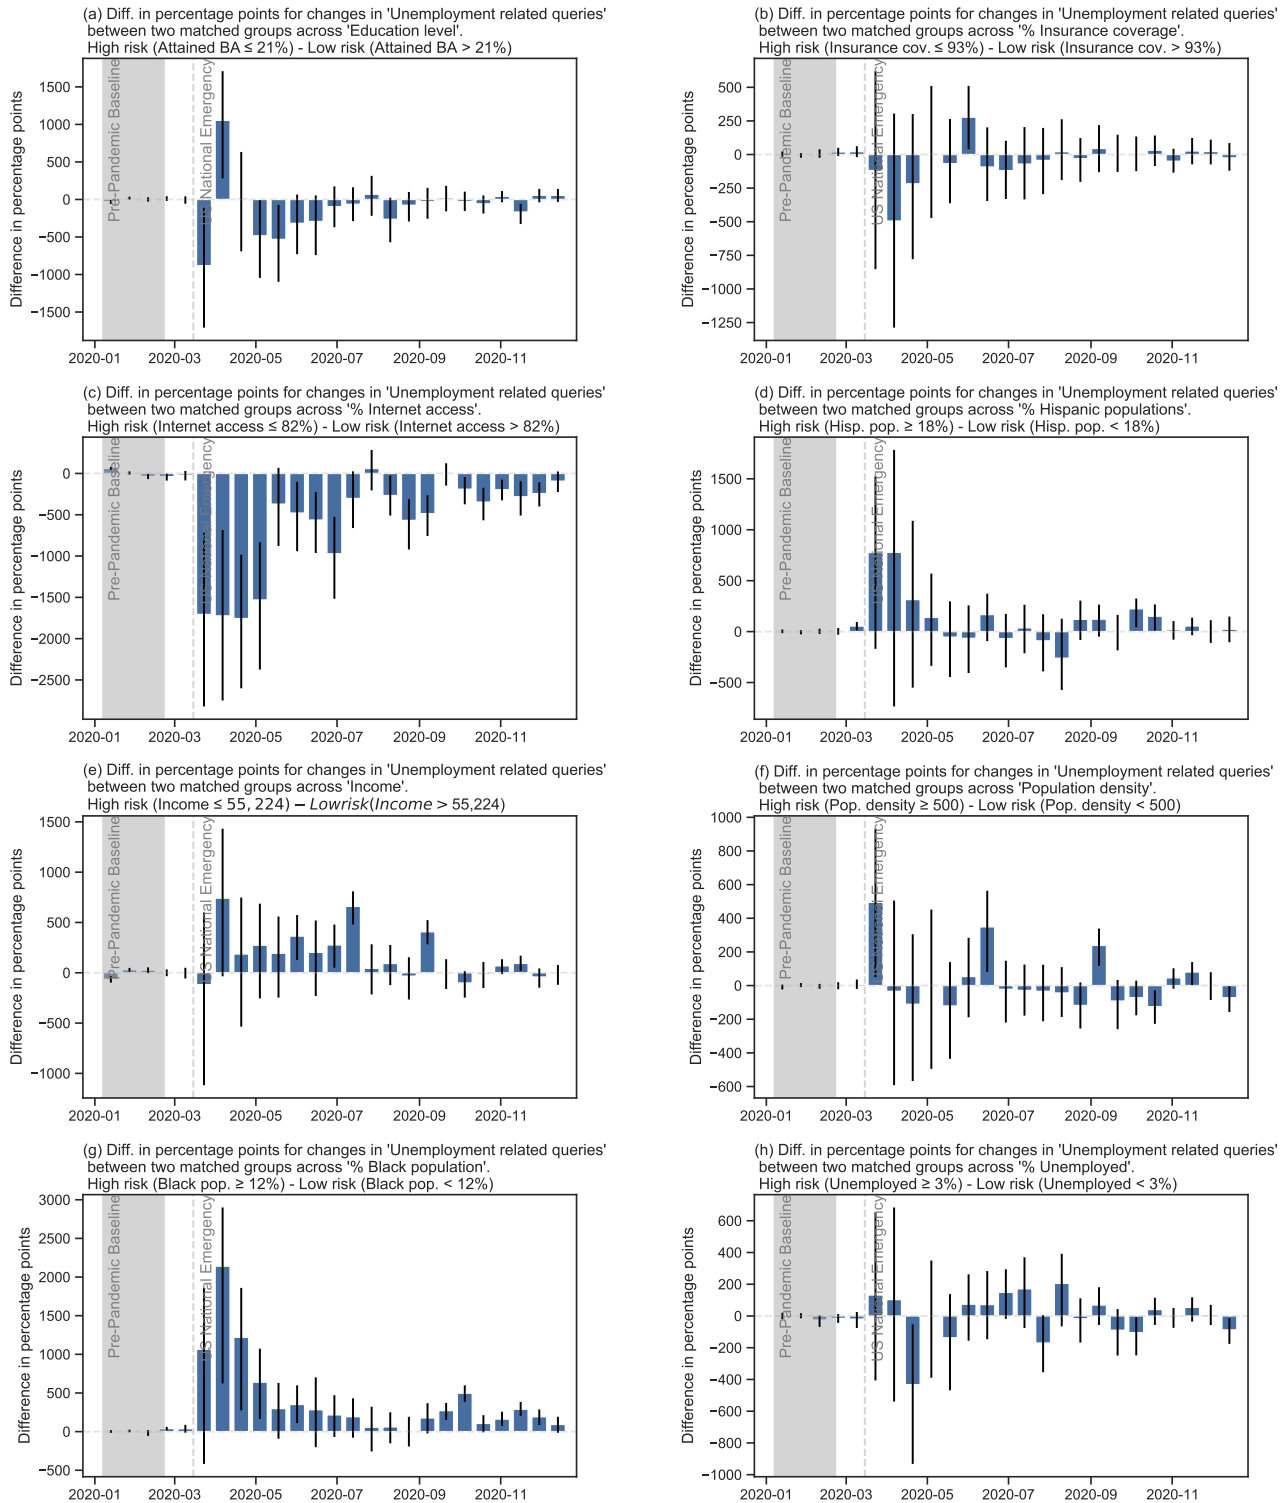 (a) Diff. in percentage points for changes in 'Unemployment related queries'
between two matched groups across 'Education level'.
High risk (Attained BA ≤ 21%) - Low risk (Attained BA > 21%)
Difference in percentage points
1500
1000
500
0
−500
−1000
−1500
Pre-Pandemic Baseline
US National Emergency
2020-01 2020-03 2020-05 2020-07 2020-09 2020-11
(b) Diff. in percentage points for changes in 'Unemployment related queries'
between two matched groups across '% Insurance coverage'.
High risk (Insurance cov. ≤ 93%) - Low risk (Insurance cov. > 93%)
Difference in percentage points
500
250
0
−250
−500
−750
−1000
−1250
Pre-Pandemic Baseline
US National Emergency
2020-01 2020-03 2020-05 2020-07 2020-09 2020-11
(c) Diff. in percentage points for changes in 'Unemployment related queries'
between two matched groups across '% Internet access'.
High risk (Internet access ≤ 82%) - Low risk (Internet access > 82%)
Difference in percentage points
0
−500
−1000
−1500
−2000
−2500
Pre-Pandemic Baseline
US National Emergency
2020-01 2020-03 2020-05 2020-07 2020-09 2020-11
(d) Diff. in percentage points for changes in 'Unemployment related queries'
between two matched groups across '% Hispanic populations'.
High risk (Hisp. pop. ≥ 18%) - Low risk (Hisp. pop. < 18%)
Difference in percentage points
1500
1000
500
0
−500
Pre-Pandemic Baseline
US National Emergency
2020-01 2020-03 2020-05 2020-07 2020-09 2020-11
(e) Diff. in percentage points for changes in 'Unemployment related queries'
between two matched groups across 'Income'.
High risk (Income ≤ 55, 224) − Lowrisk(Income > 55,224)
Difference in percentage points
1500
1000
500
0
−500
−1000
Pre-Pandemic Baseline
US National Emergency
2020-01 2020-03 2020-05 2020-07 2020-09 2020-11
(f) Diff. in percentage points for changes in 'Unemployment related queries'
between two matched groups across 'Population density'.
High risk (Pop. density ≥ 500) - Low risk (Pop. density < 500)
Difference in percentage points
1000
800
600
400
200
0
−200
−400
−600
Pre-Pandemic Baseline
US National Emergency
2020-01 2020-03 2020-05 2020-07 2020-09 2020-11
(g) Diff. in percentage points for changes in 'Unemployment related queries'
between two matched groups across '% Black population'.
High risk (Black pop. ≥ 12%) - Low risk (Black pop. < 12%)
Difference in percentage points
3000
2500
2000
1500
1000
500
0
−500
Pre-Pandemic Baseline
US National Emergency
2020-01 2020-03 2020-05 2020-07 2020-09 2020-11
(h) Diff. in percentage points for changes in 'Unemployment related queries'
between two matched groups across '% Unemployed'.
High risk (Unemployed ≥ 3%) - Low risk (Unemployed < 3%)
Difference in percentage points
600
400
200
0
−200
−400
−600
−800
−1000
Pre-Pandemic Baseline
US National Emergency
2020-01 2020-03 2020-05 2020-07 2020-09 2020-11